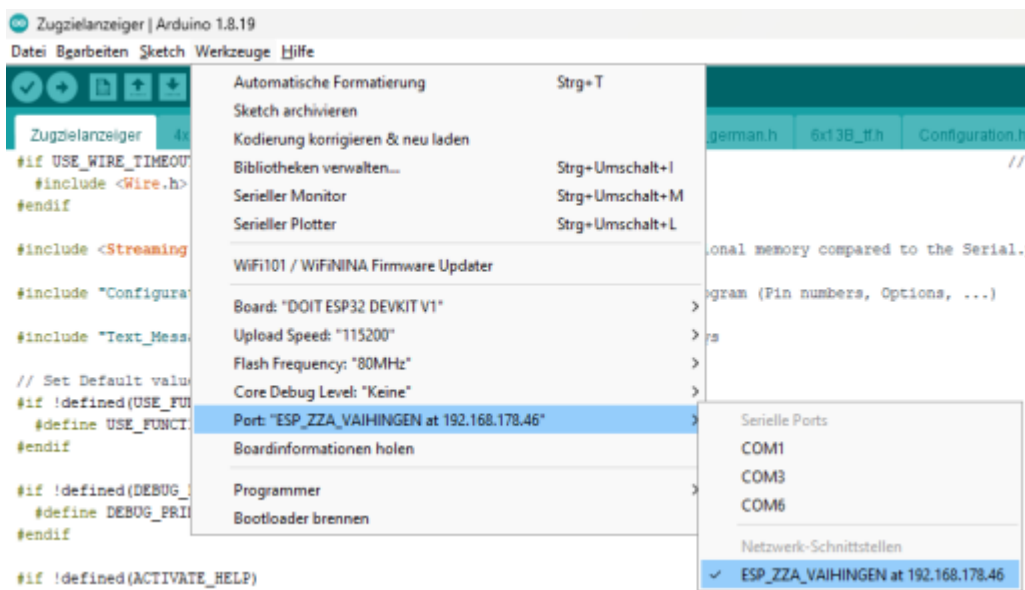 Zugzielanzeiger | Arduino 1.8.19
Datei Bearbeiten Sketch Werkzeuge Hilfe
Automatische Formatierung Strg+T
Sketch archivieren
Zugzielanzeiger 4x german.h 6x13B_tf.h Configuration.h
Kodierung korrigieren & neu laden
#if USE_WIRE_TIMEOU //
Bibliotheken verwalten... Strg+Umschalt+I
#include <Wire.h>
Serieller Monitor Strg+Umschalt+M
#endif
Serieller Plotter Strg+Umschalt+L
#include <Streaming onal memory compared to the Serial.
WiFi101 / WiFiNINA Firmware Updater
#include "Configura ogram (Pin numbers, Options, ...)
Board: "DOIT ESP32 DEVKIT V1"
#include "Text_Mess
Upload Speed: "115200"
Flash Frequency: "80MHz"
// Set Default valu
Core Debug Level: "Keine"
#if !defined(USE_FU
Port: "ESP_ZZA_VAIHINGEN at 192.168.178.46" Serielle Ports
#define USE_FUNCT
Boardinformationen holen COM1
#endif
COM3
Programmer
#if !defined(DEBUG_
COM6
#define DEBUG_PRI
Bootloader brennen
#endif
Netzwerk-Schnittstellen
#if !defined(ACTIVATE_HELP)
ESP_ZZA_VAIHINGEN at 192.168.178.46